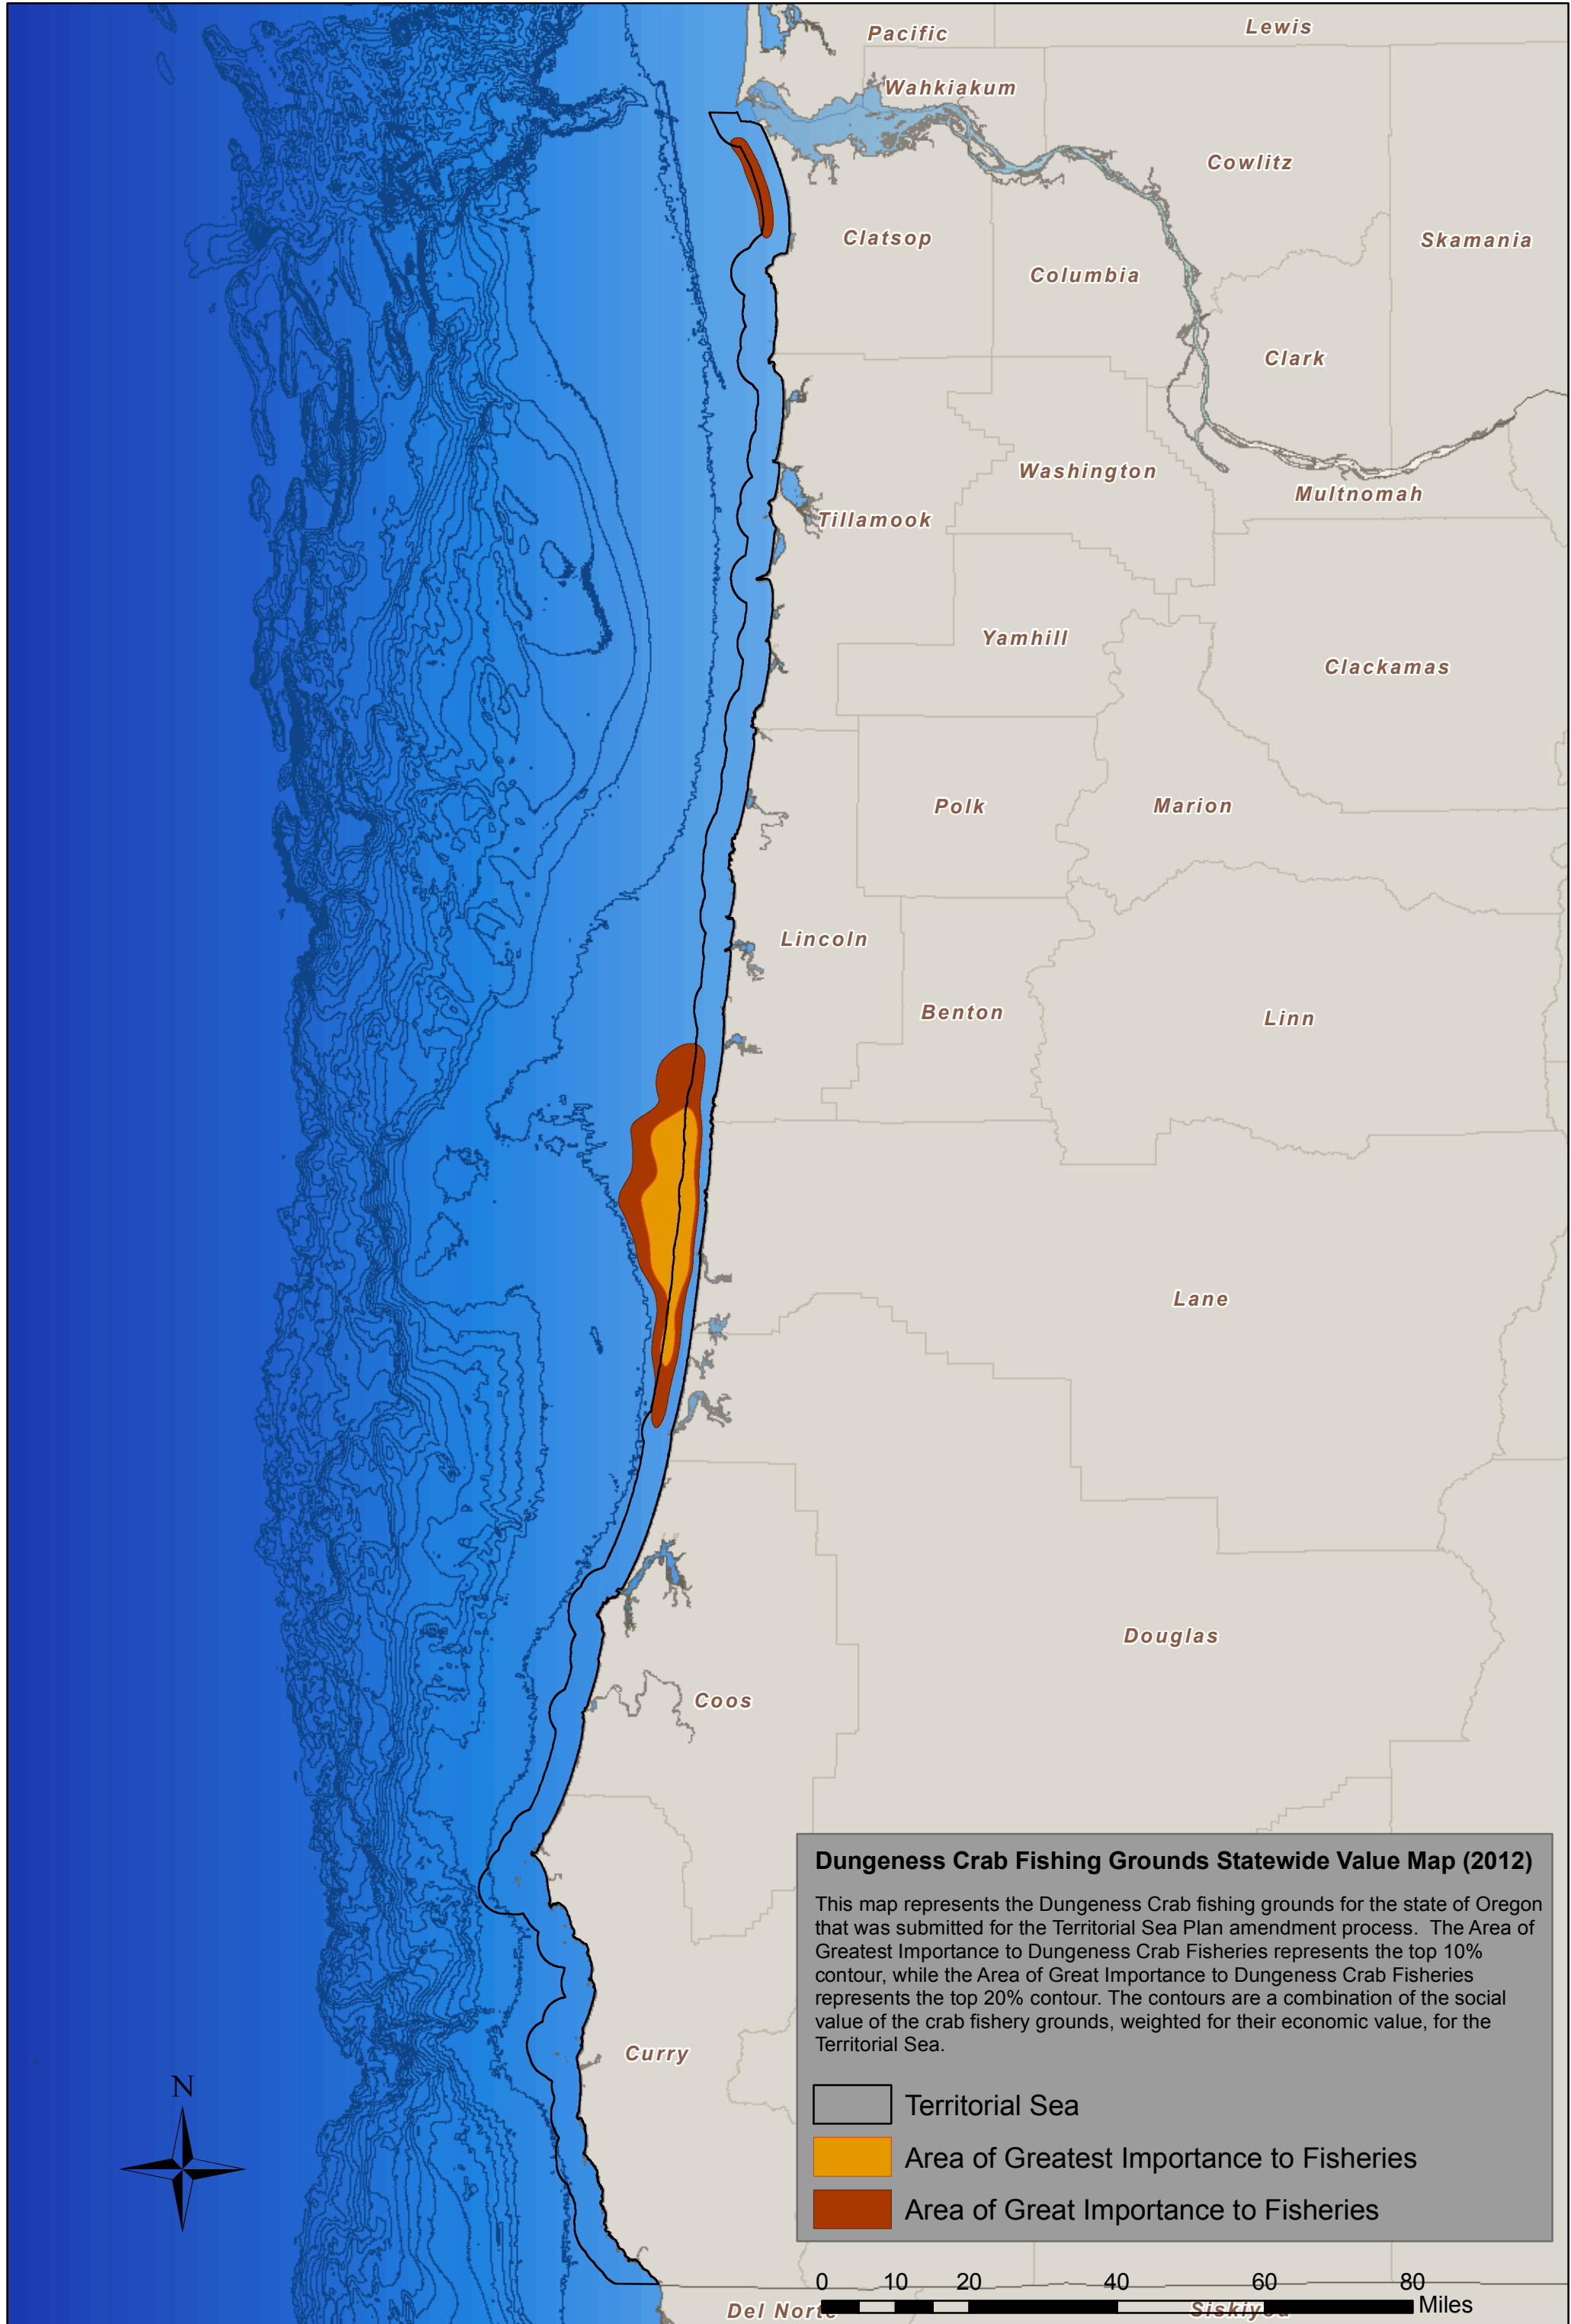 Pacific
Lewis
Wahkiakum
Cowlitz
Clatsop
Skamania
Columbia
Clark
Washington
Multnomah
Tillamook
Yamhill
Clackamas
Polk
Marion
Lincoln
Benton
Linn
Lane
Douglas
Coos
Curry
Dungeness Crab Fishing Grounds Statewide Value Map (2012)
This map represents the Dungeness Crab fishing grounds for the state of Oregon
that was submitted for the Territorial Sea Plan amendment process. The Area of
Greatest Importance to Dungeness Crab Fisheries represents the top 10%
contour, while the Area of Great Importance to Dungeness Crab Fisheries
represents the top 20% contour. The contours are a combination of the social
value of the crab fishery grounds, weighted for their economic value, for the
Territorial Sea.
Territorial Sea
Area of Greatest Importance to Fisheries
Area of Great Importance to Fisheries
N
0 10 20 40 60 80
Miles
Del Norte
Siskiyou